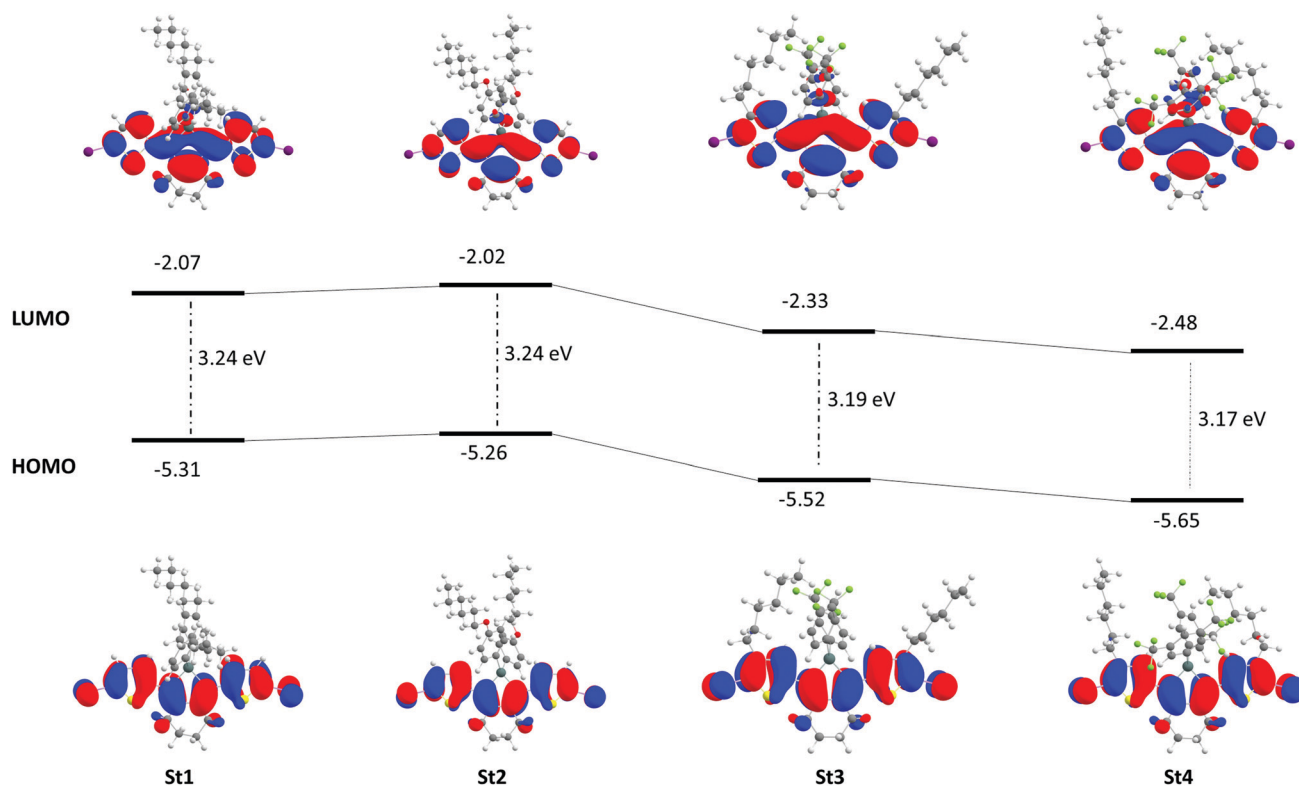 -2.07
-2.02
-2.33
-2.48
LUMO
3.24 eV
3.24 eV
3.19 eV
3.17 eV
HOMO
-5.31
-5.26
-5.52
-5.65
St1
St2
St3
St4